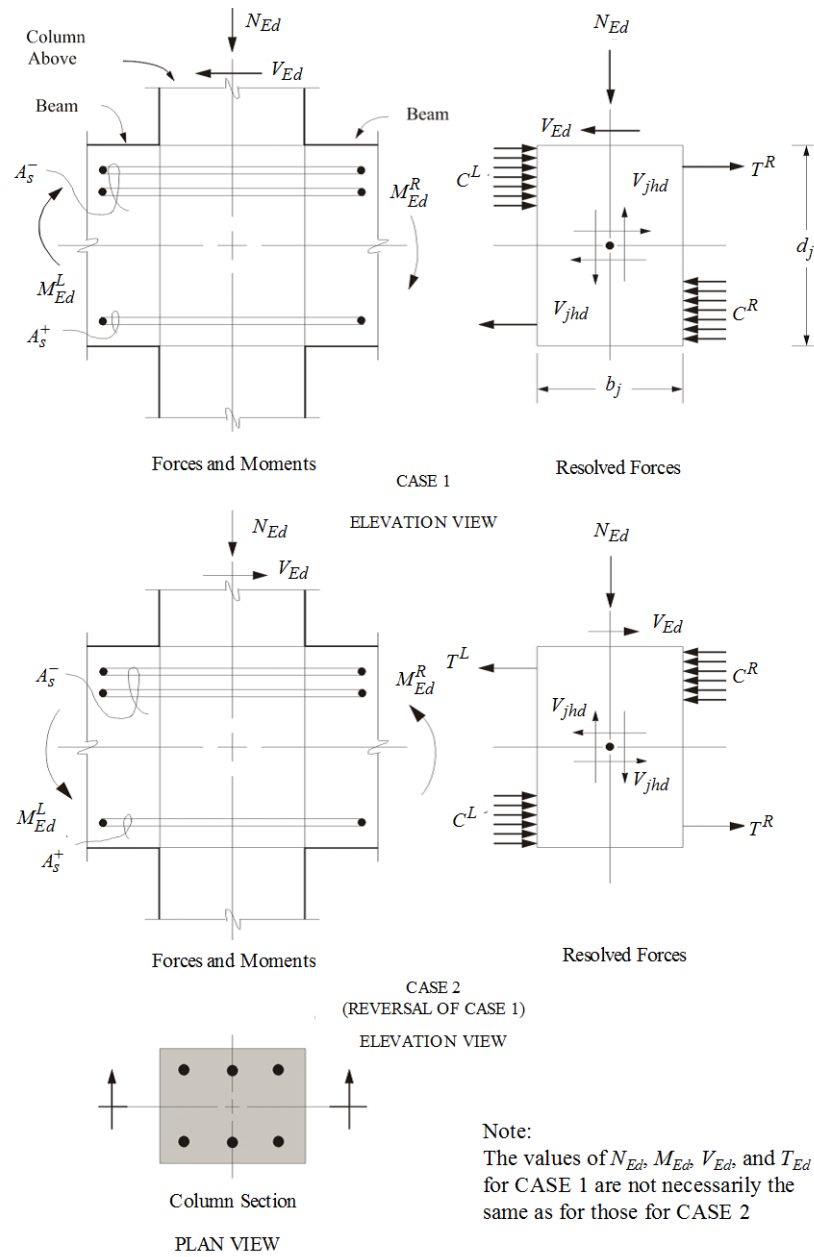 N_Ed
N_Ed
Column
Above
V_Ed
Beam
Beam
V_Ed
C^L
T^R
A_s^-
V_jhd
M_Ed^R
d_j
M_Ed^L
V_jhd
C^R
A_s^+
b_j
Forces and Moments
Resolved Forces
CASE 1
ELEVATION VIEW
N_Ed
N_Ed
V_Ed
V_Ed
T^L
A_s^-
M_Ed^R
C^R
V_jhd
V_jhd
M_Ed^L
C^L
T^R
A_s^+
Forces and Moments
Resolved Forces
CASE 2
(REVERSAL OF CASE 1)
ELEVATION VIEW
Note:
The values of N_Ed, M_Ed, V_Ed, and T_Ed
for CASE 1 are not necessarily the
same as for those for CASE 2
Column Section
PLAN VIEW